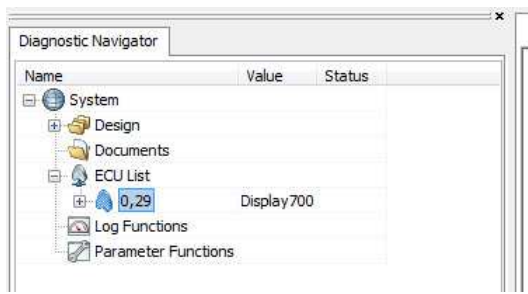 Diagnostic Navigator
Name Value Status
System
Design
Documents
ECU List
0,29 Display700
Log Functions
Parameter Functions